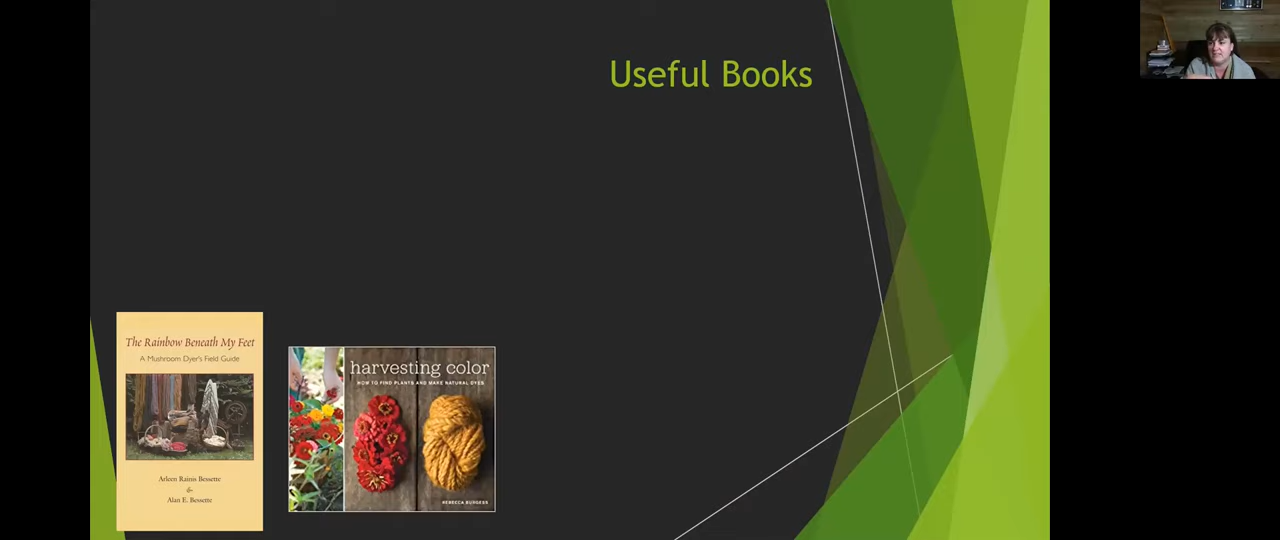 Useful Books
The Rainbow Beneath My Feet
A Mushroom Dyer's Field Guide
Arleen Rainis Bessette
&
Alan E. Bessette
harvesting color
HOW TO FIND PLANTS AND MAKE NATURAL DYES
REBECCA BURGESS